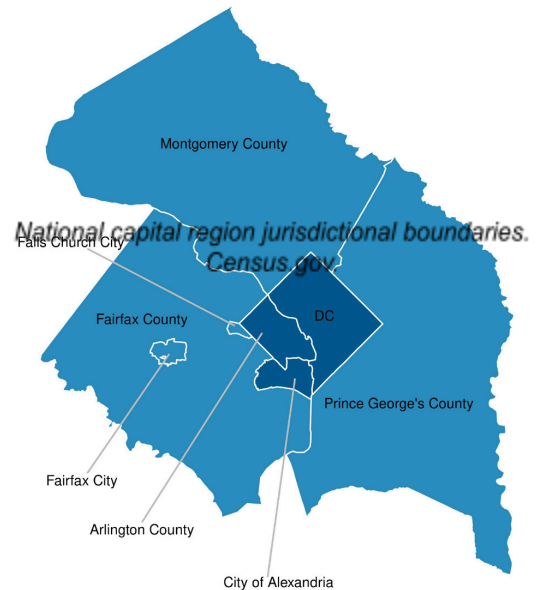 Montgomery County
National capital region jurisdictional boundaries.
Falls Church City
Census.gov
Fairfax County
DC
Prince George's County
Fairfax City
Arlington County
City of Alexandria